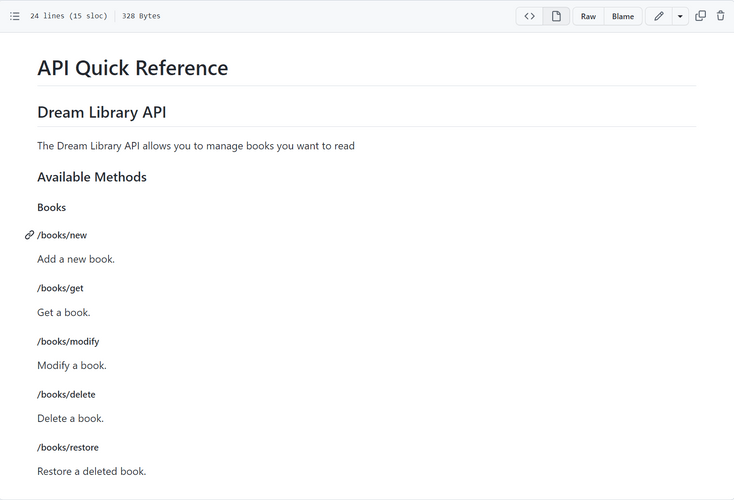 24 lines (15 sloc) 328 Bytes
Raw Blame
API Quick Reference
Dream Library API
The Dream Library API allows you to manage books you want to read
Available Methods
Books
/books/new
Add a new book.
/books/get
Get a book.
/books/modify
Modify a book.
/books/delete
Delete a book.
/books/restore
Restore a deleted book.